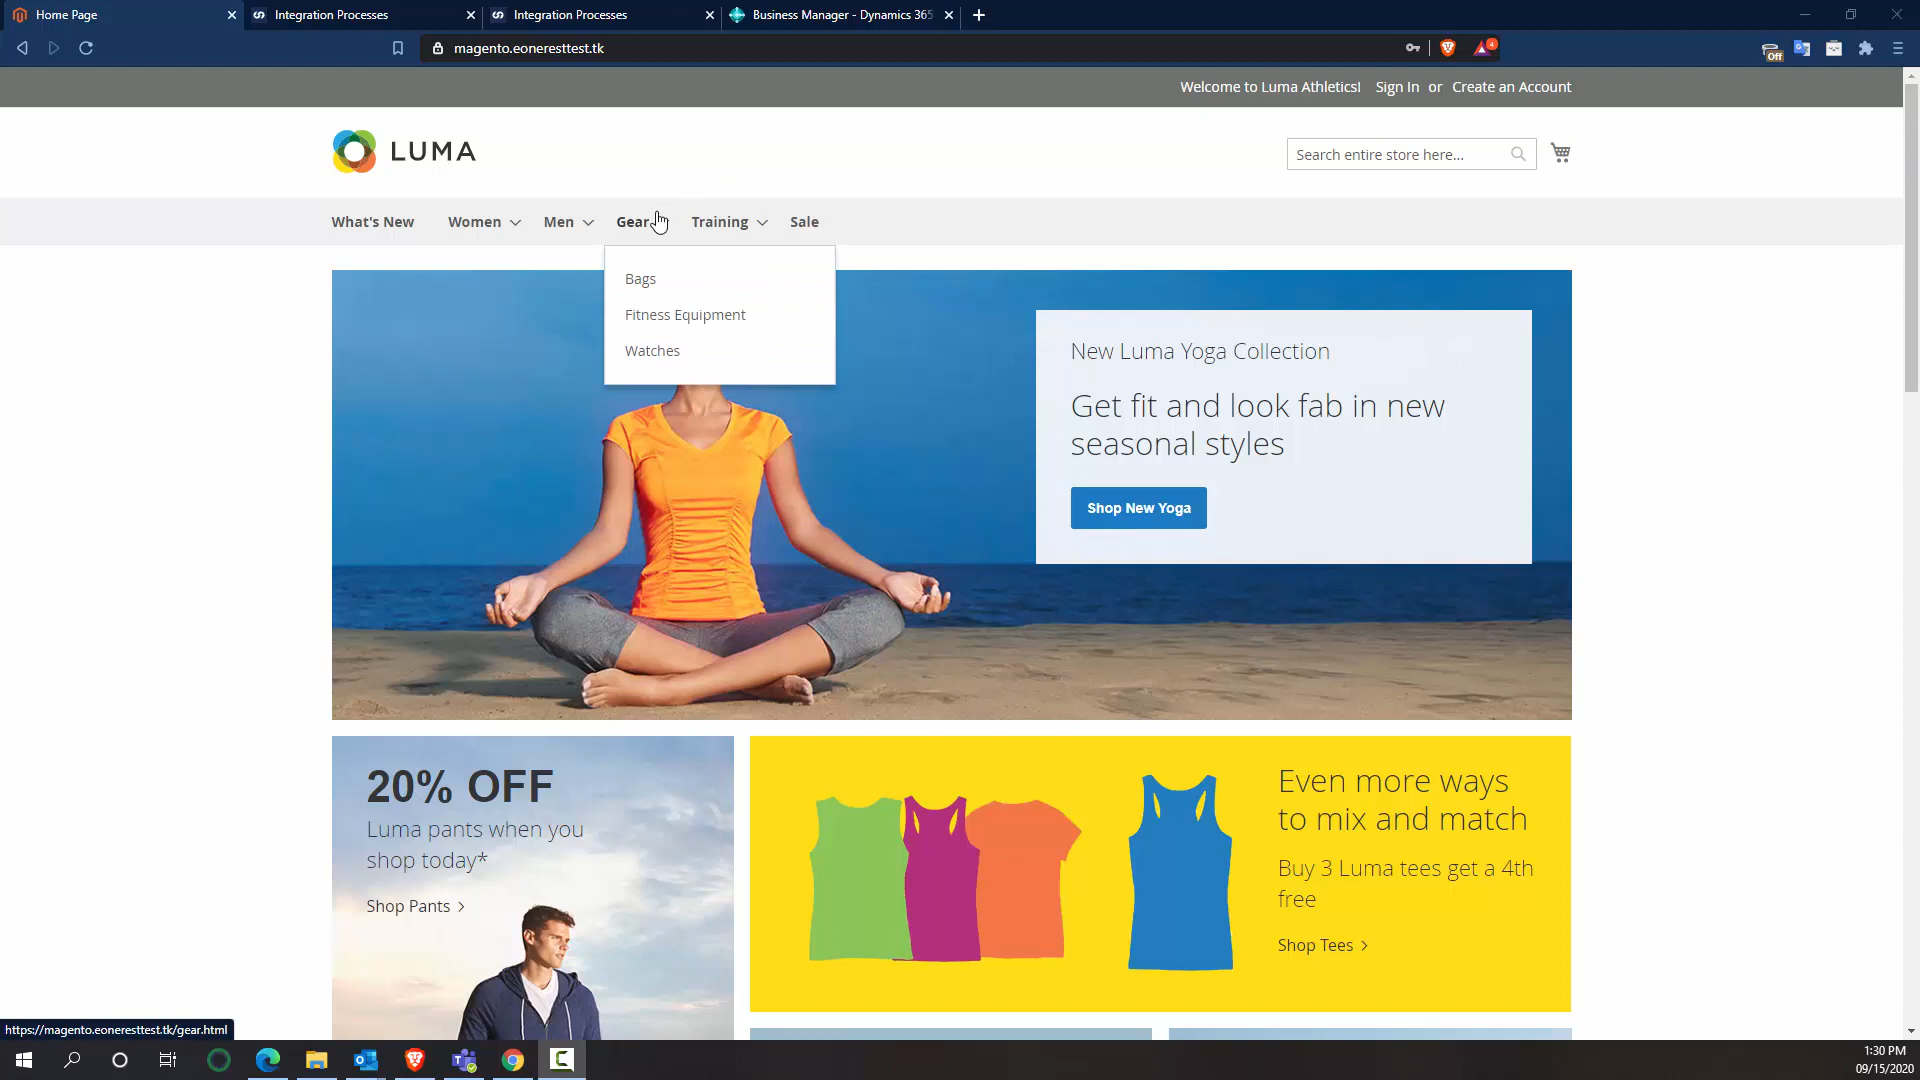 Home Page
Integration Processes
Integration Processes
Business Manager - Dynamics 365
magento.eoneresttest.tk
4
Off
Welcome to Luma Athletics! Sign In or Create an Account
LUMA
Search entire store here...
What's New Women Men Gear Training Sale
Bags
Fitness Equipment
Watches
New Luma Yoga Collection
Get fit and look fab in new
seasonal styles
Shop New Yoga
20% OFF
Luma pants when you
shop today*
Shop Pants >
Even more ways
to mix and match
Buy 3 Luma tees get a 4th
free
Shop Tees >
https://magento.eoneresttest.tk/gear.html
1:30 PM
09/15/2020